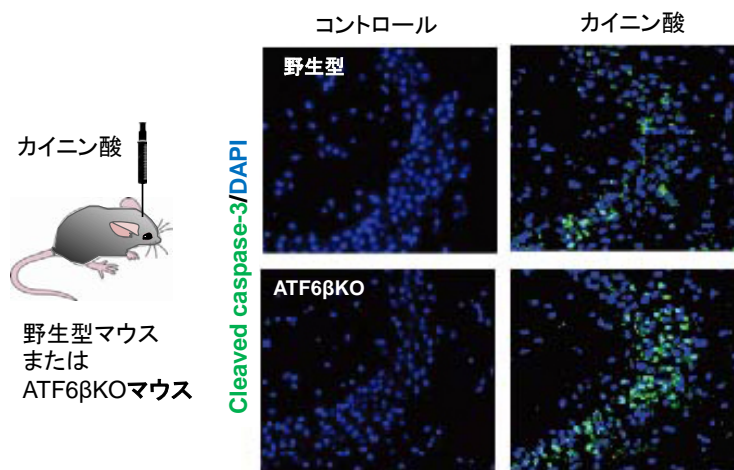 コントロール
カイニン酸
カイニン酸
野生型マウス
または
ATF6βKOマウス
Cleaved caspase-3/DAPI
野生型
ATF6βKO